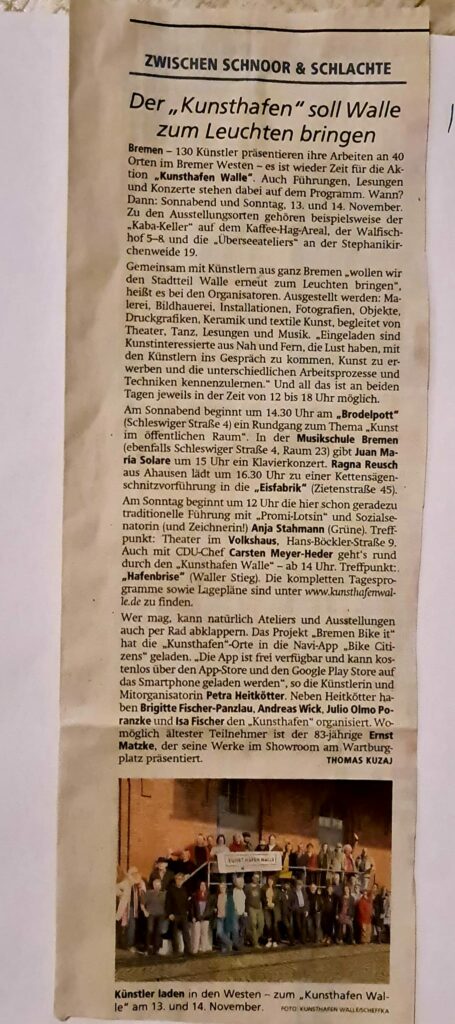 ZWISCHEN SCHNOOR & SCHLACHTE
Der „Kunsthafen" soll Walle
zum Leuchten bringen
Bremen – 130 Künstler präsentieren ihre Arbeiten an 40
Orten im Bremer Westen – es ist wieder Zeit für die Ak-
tion „Kunsthafen Walle". Auch Führungen, Lesungen
und Konzerte stehen dabei auf dem Programm. Wann?
Dann: Sonnabend und Sonntag, 13. und 14. November.
Zu den Ausstellungsorten gehören beispielsweise der
„Kaba-Keller" auf dem Kaffee-Hag-Areal, der Walfisch-
hof 5–8 und die „Überseeateliers" an der Stephanikir-
chenweide 19.
Gemeinsam mit Künstlern aus ganz Bremen „wollen wir
den Stadtteil Walle erneut zum Leuchten bringen",
heißt es bei den Organisatoren. Ausgestellt werden: Ma-
lerei, Bildhauerei, Installationen, Fotografien, Objekte,
Druckgrafiken, Keramik und textile Kunst, begleitet von
Theater, Tanz, Lesungen und Musik. „Eingeladen sind
Kunstinteressierte aus Nah und Fern, die Lust haben, mit
den Künstlern ins Gespräch zu kommen, Kunst zu er-
werben und die unterschiedlichen Arbeitsprozesse und
Techniken kennenzulernen." Und all das ist an beiden
Tagen jeweils in der Zeit von 12 bis 18 Uhr möglich.
Am Sonnabend beginnt um 14.30 Uhr am „Brodelpott"
(Schleswiger Straße 4) ein Rundgang zum Thema „Kunst
im öffentlichen Raum". In der Musikschule Bremen
(ebenfalls Schleswiger Straße 4, Raum 23) gibt Juan Ma-
ría Solare um 15 Uhr ein Klavierkonzert. Ragna Reusch
aus Ahausen lädt um 16.30 Uhr zu einer Kettensägen-
schnitzvorführung in die „Eisfabrik" (Zietenstraße 45).
Am Sonntag beginnt um 12 Uhr die hier schon geradezu
traditionelle Führung mit „Promi-Lotsin" und Sozialse-
natorin (und Zeichnerin!) Anja Stahmann (Grüne). Treff-
punkt: Theater im Volkshaus, Hans-Böckler-Straße 9.
Auch mit CDU-Chef Carsten Meyer-Heder geht's rund
durch den „Kunsthafen Walle" – ab 14 Uhr. Treffpunkt:
„Hafenbrise" (Waller Stieg). Die kompletten Tagespro-
gramme sowie Lagepläne sind unter www.kunsthafenwal-
le.de zu finden.
Wer mag, kann natürlich Ateliers und Ausstellungen
auch per Rad abklappern. Das Projekt „Bremen Bike it"
hat die „Kunsthafen"-Orte in die Navi-App „Bike Citi-
zens" geladen. „Die App ist frei verfügbar und kann kos-
tenlos über den App-Store und den Google Play Store auf
das Smartphone geladen werden", so die Künstlerin und
Mitorganisatorin Petra Heitkötter. Neben Heitkötter ha-
ben Brigitte Fischer-Panzlau, Andreas Wick, Julio Olmo Po-
ranzke und Isa Fischer den „Kunsthafen" organisiert. Wo-
möglich ältester Teilnehmer ist der 83-jährige Ernst
Matzke, der seine Werke im Showroom am Wartburg-
platz präsentiert. THOMAS KUZAJ
KUNST HAFEN WALLE
Künstler laden in den Westen – zum „Kunsthafen Wal-
le" am 13. und 14. November. FOTO: KUNSTHAFEN WALLE/SCHEFFKA